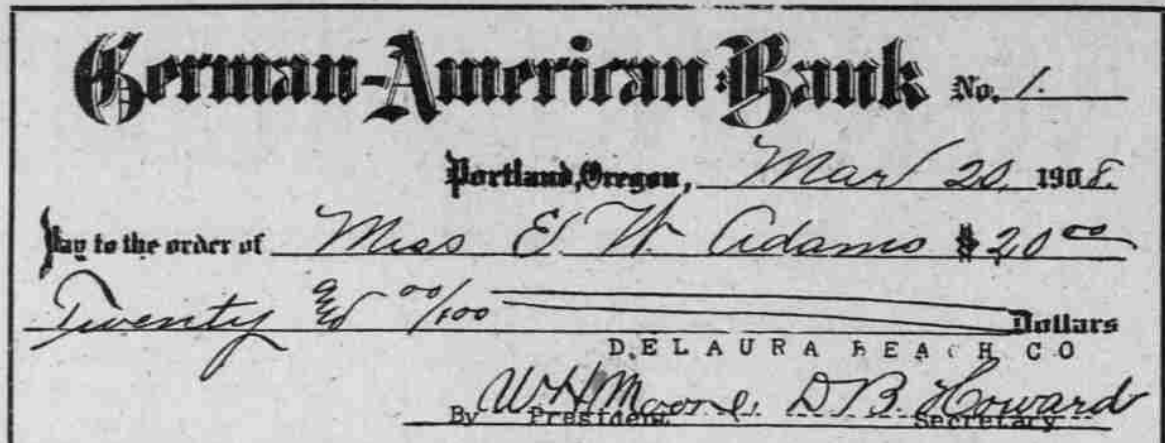 German-American Bank No. 1.
Portland, Oregon, Mar 20, 1908.
Pay to the order of Miss E W. Adams $20 00
Twenty and 00/100 Dollars
DELAURA BEACH CO
By W H Moore, D. B. Howard
President Secretary